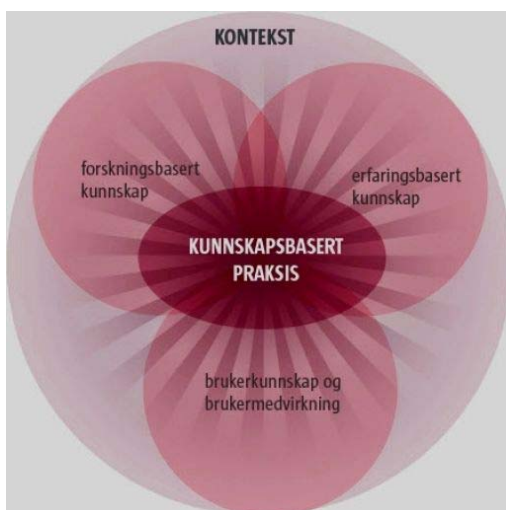 KONTEKST
forskningsbasert
kunnskap
erfaringsbasert
kunnskap
KUNNSKAPSBASERT
PRAKSIS
brukerkunnskap og
brukermedvirkning